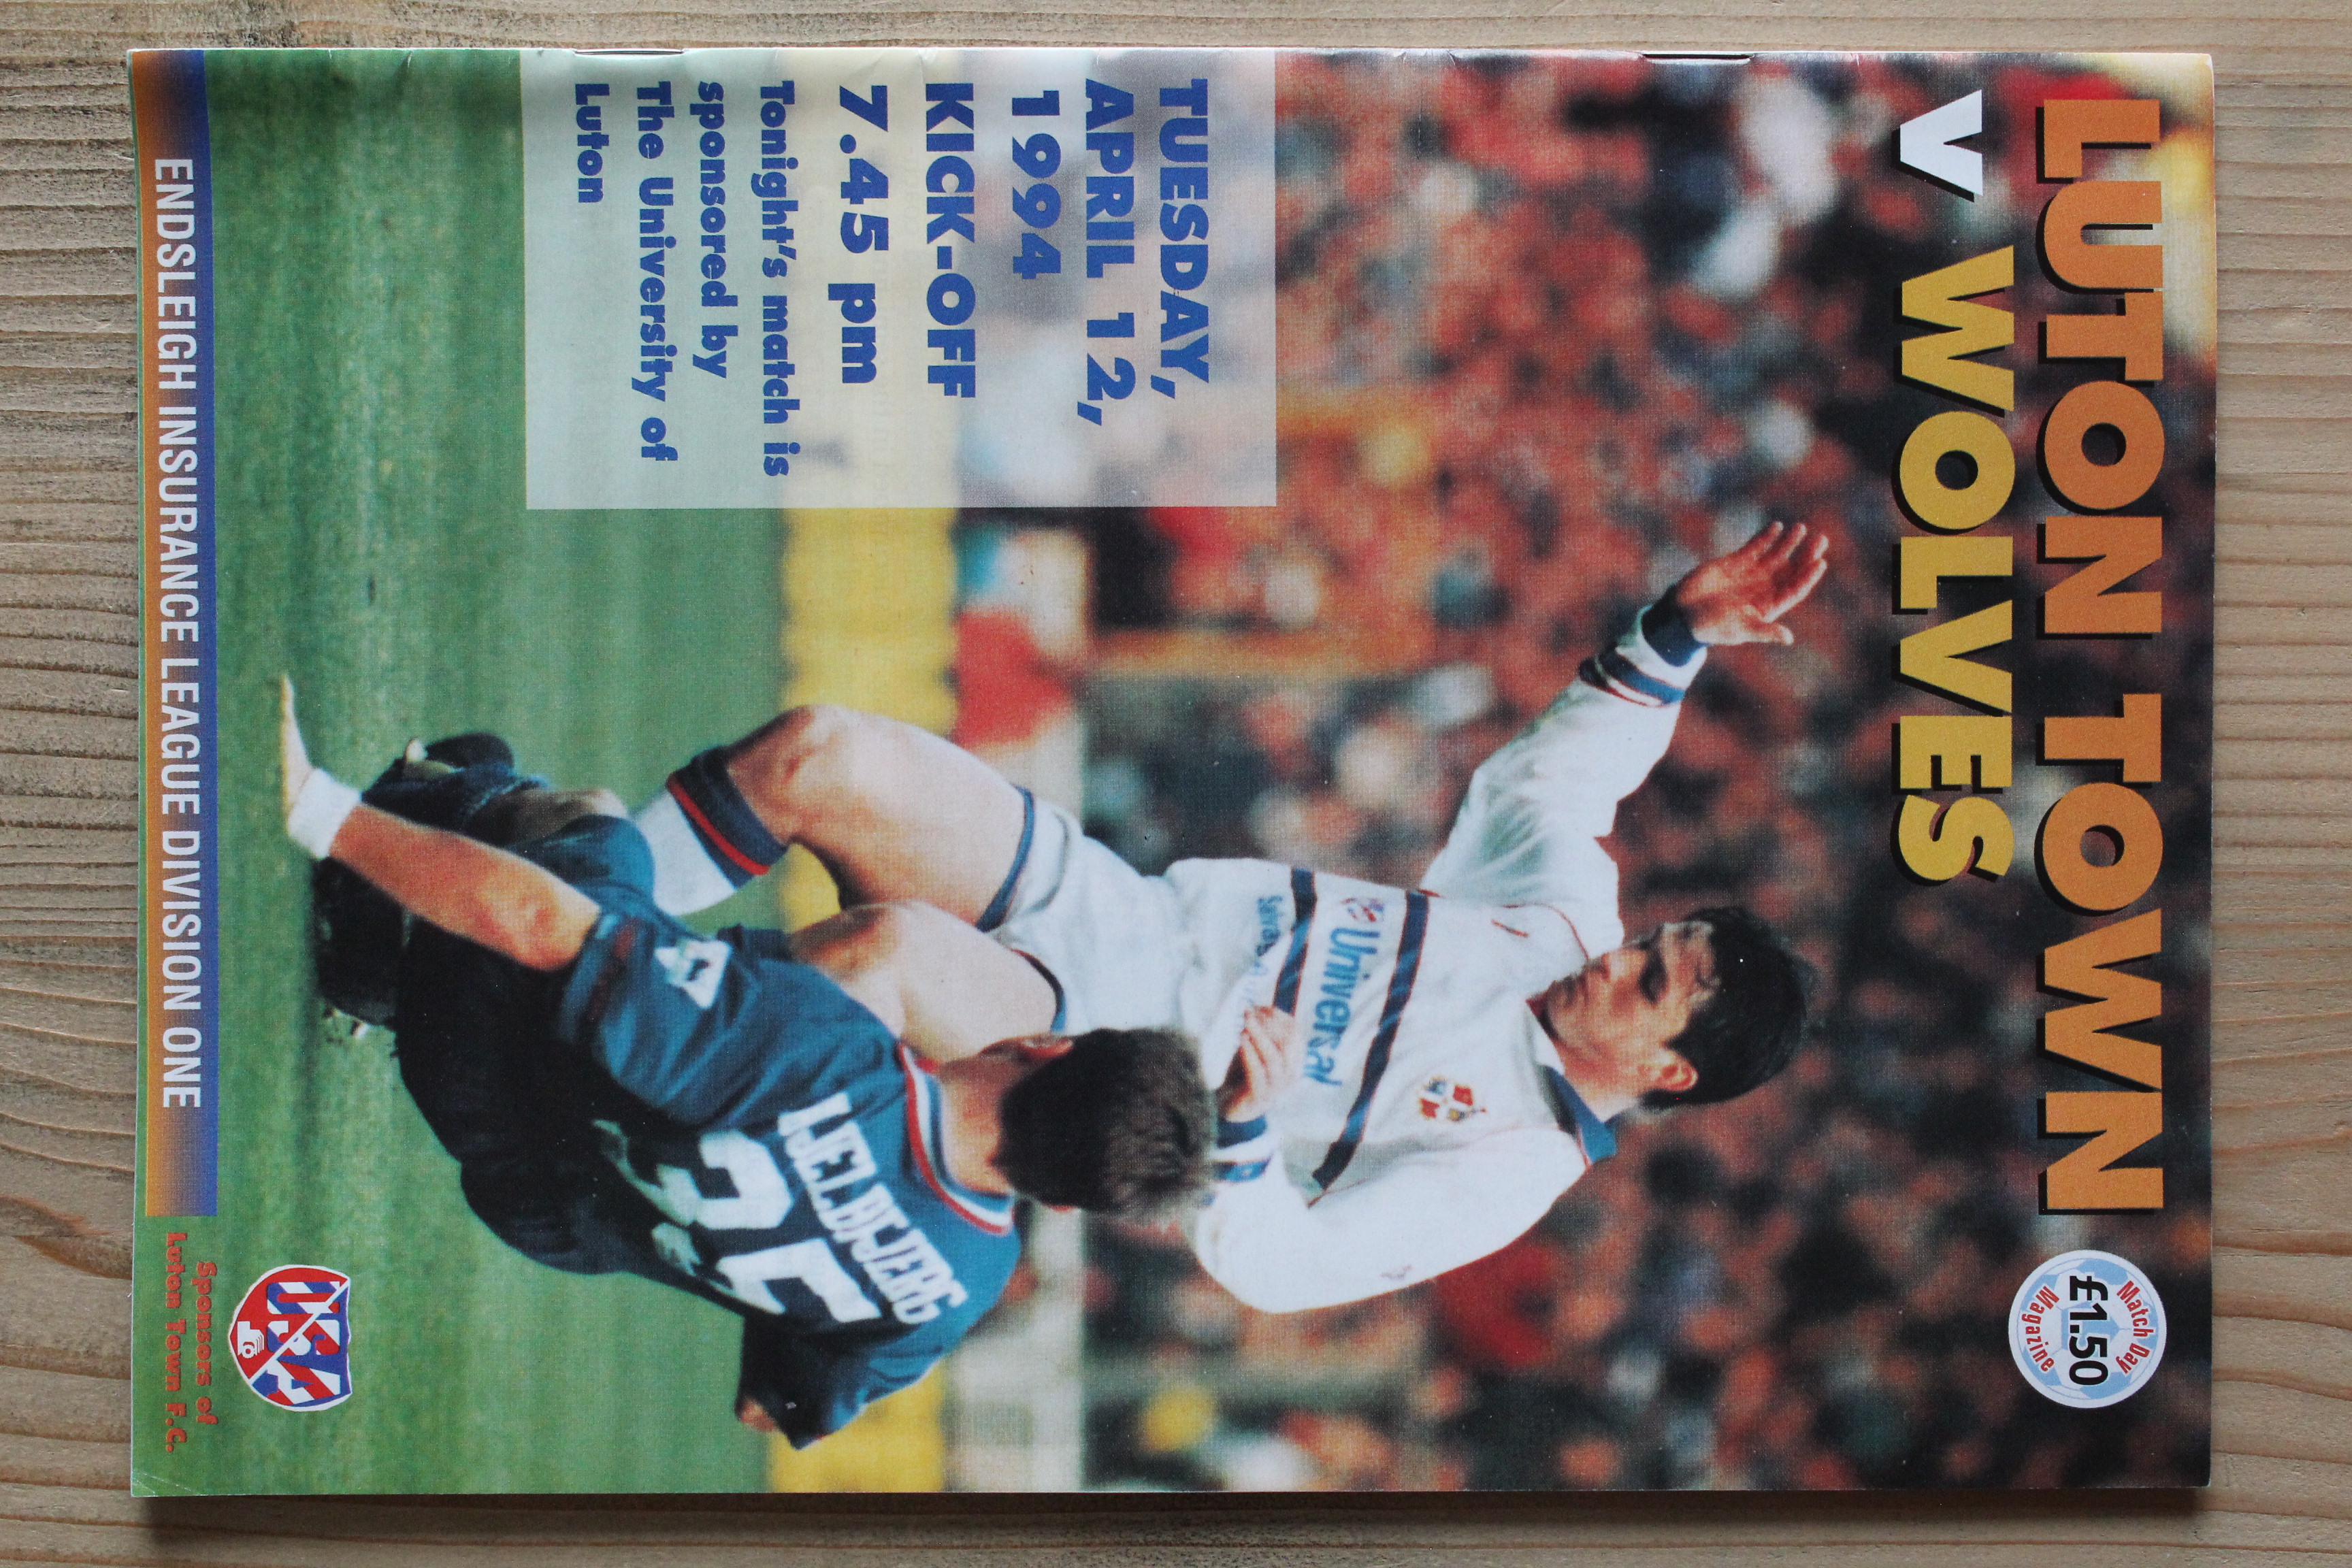 LUTON TOWN
V WOLVES
Match Day
£1.50
Magazine
TUESDAY,
APRIL 12,
1994
KICK-OFF
7.45 pm
Tonight's match is
sponsored by
The University of
Luton
Universal
KJELDBJERG
35
ENDSLEIGH INSURANCE LEAGUE DIVISION ONE
Sponsors of
Luton Town F.C.